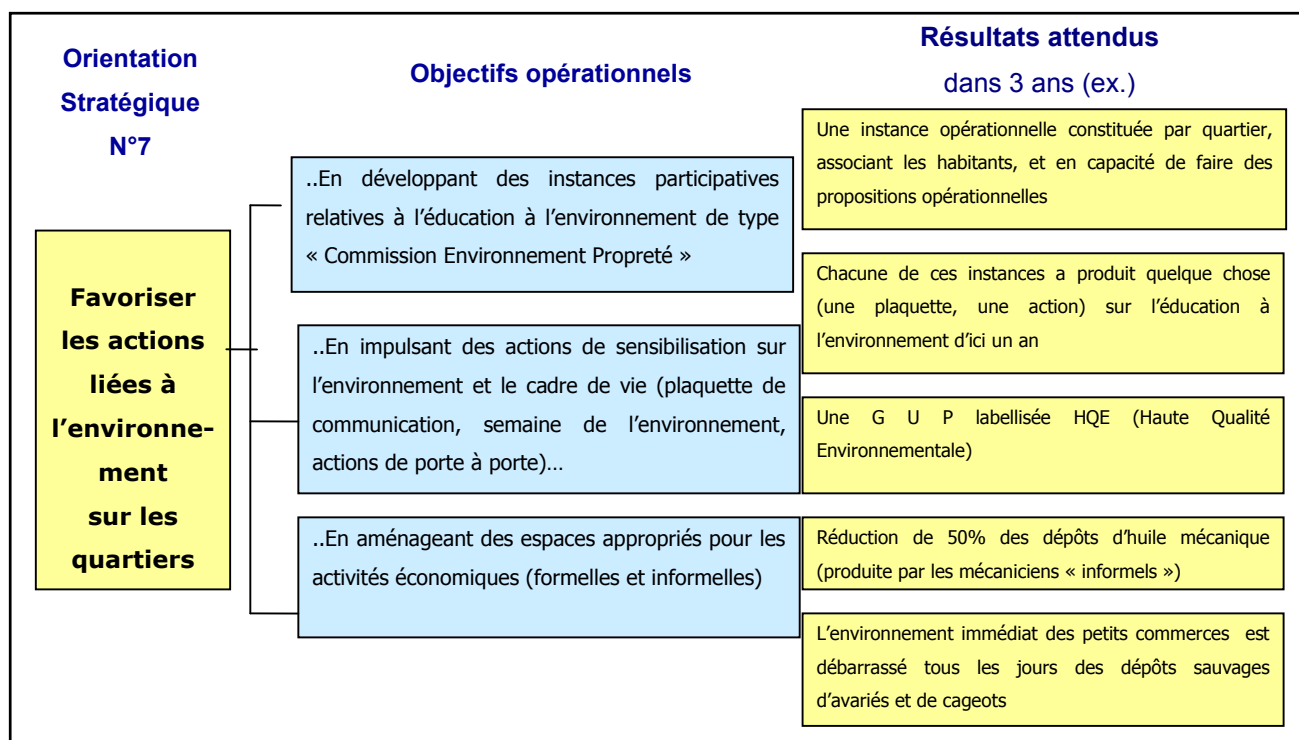 Orientation
Stratégique
N°7
Objectifs opérationnels
Résultats attendus
dans 3 ans (ex.)
Favoriser
les actions
liées à
l’environne-
ment
sur les
quartiers
..En développant des instances participatives
relatives à l’éducation à l’environnement de type
« Commission Environnement Propreté »
..En impulsant des actions de sensibilisation sur
l’environnement et le cadre de vie (plaquette de
communication, semaine de l’environnement,
actions de porte à porte)…
..En aménageant des espaces appropriés pour les
activités économiques (formelles et informelles)
Une instance opérationnelle constituée par quartier,
associant les habitants, et en capacité de faire des
propositions opérationnelles
Chacune de ces instances a produit quelque chose
(une plaquette, une action) sur l’éducation à
l’environnement d’ici un an
Une G U P labellisée HQE (Haute Qualité
Environnementale)
Réduction de 50% des dépôts d’huile mécanique
(produite par les mécaniciens « informels »)
L’environnement immédiat des petits commerces est
débarrassé tous les jours des dépôts sauvages
d’avariés et de cageots